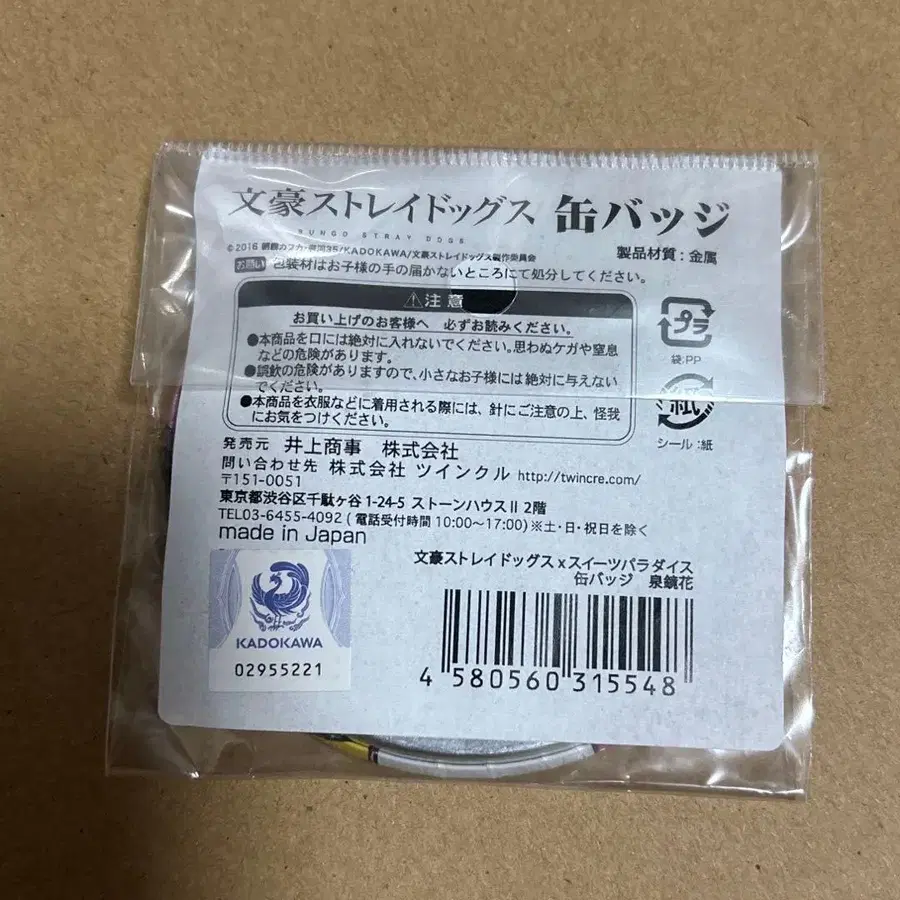 文豪ストレイドッグス 缶バッジ
BUNGO STRAY DOGS
©2016 朝霧カフカ・春河35/KADOKAWA/文豪ストレイドッグス製作委員会
製品材質:金属
お願い 包装材はお子様の手の届かないところにて処分してください。
⚠注意
お買い上げのお客様へ 必ずお読みください。
●本商品を口には絶対に入れないでください。思わぬケガや窒息
などの危険があります。
●誤飲の危険がありますので、小さなお子様には絶対に与えない
でください。
●本商品を衣服などに着用される際には、針にご注意の上、怪我
にお気をつけください。
プラ
袋:PP
紙
シール:紙
発売元 井上商事 株式会社
問い合わせ先 株式会社 ツインクル http://twincre.com/
〒151-0051
東京都渋谷区千駄ヶ谷 1-24-5 ストーンハウスⅡ 2階
TEL03-6455-4092 ( 電話受付時間 10:00〜17:00) ※土・日・祝日を除く
made in Japan
文豪ストレイドッグス x スイーツパラダイス
缶バッジ 泉鏡花
KADOKAWA
02955221
4 580560 315548